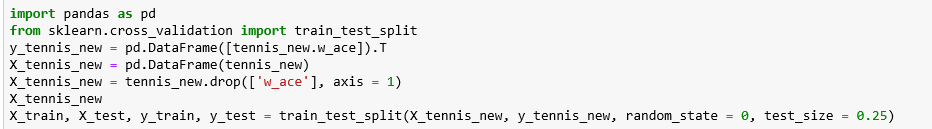 import pandas as pd
from sklearn.cross_validation import train_test_split
y_tennis_new = pd.DataFrame([tennis_new.w_ace]).T
X_tennis_new = pd.DataFrame(tennis_new)
X_tennis_new = tennis_new.drop(['w_ace'], axis = 1)
X_tennis_new
X_train, X_test, y_train, y_test = train_test_split(X_tennis_new, y_tennis_new, random_state = 0, test_size = 0.25)